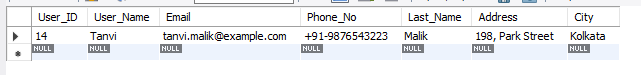 User_ID User_Name Email Phone_No Last_Name Address City
14 Tanvi tanvi.malik@example.com +91-9876543223 Malik 198, Park Street Kolkata
NULL NULL NULL NULL NULL NULL NULL